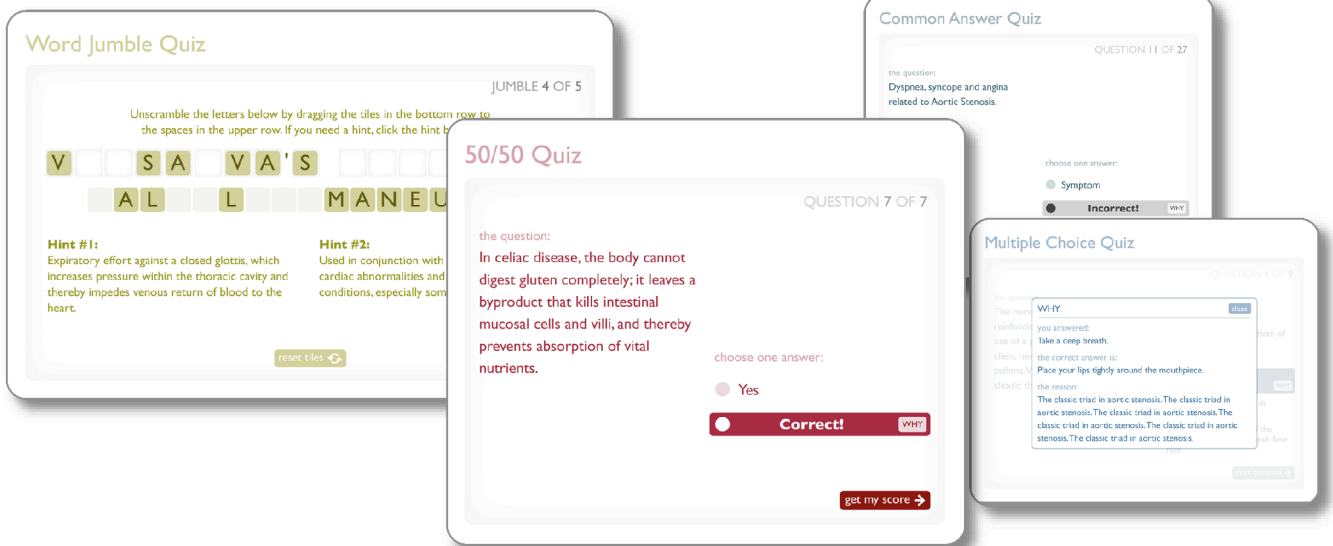 Word Jumble Quiz
JUMBLE 4 OF 5
Unscramble the letters below by dragging the tiles in the bottom row to
the spaces in the upper row. If you need a hint, click the hint
V SA VA'S
AL L MANEU
Hint #1:
Expiratory effort against a closed glottis, which
increases pressure within the thoracic cavity and
thereby impedes venous return of blood to the
heart.
Hint #2:
Used in conjunction with
cardiac abnormalities and
conditions, especially som
reset tiles
50/50 Quiz
QUESTION 7 OF 7
the question:
In celiac disease, the body cannot
digest gluten completely; it leaves a
byproduct that kills intestinal
mucosal cells and villi, and thereby
prevents absorption of vital
nutrients.
choose one answer:
Yes
Correct!
WHY
get my score
Common Answer Quiz
QUESTION 11 OF 27
the question:
Dyspnea, syncope and angina
related to Aortic Stenosis.
choose one answer:
Symptom
Incorrect!
WHY
Multiple Choice Quiz
QUESTION 1 OF 9
WHY
close
you answered:
Take a deep breath.
the correct answer is:
Place your lips tightly around the mouthpiece.
the reason:
The classic triad in aortic stenosis. The classic triad in
aortic stenosis. The classic triad in aortic stenosis. The
classic triad in aortic stenosis. The classic triad in aortic
stenosis. The classic triad in aortic stenosis.